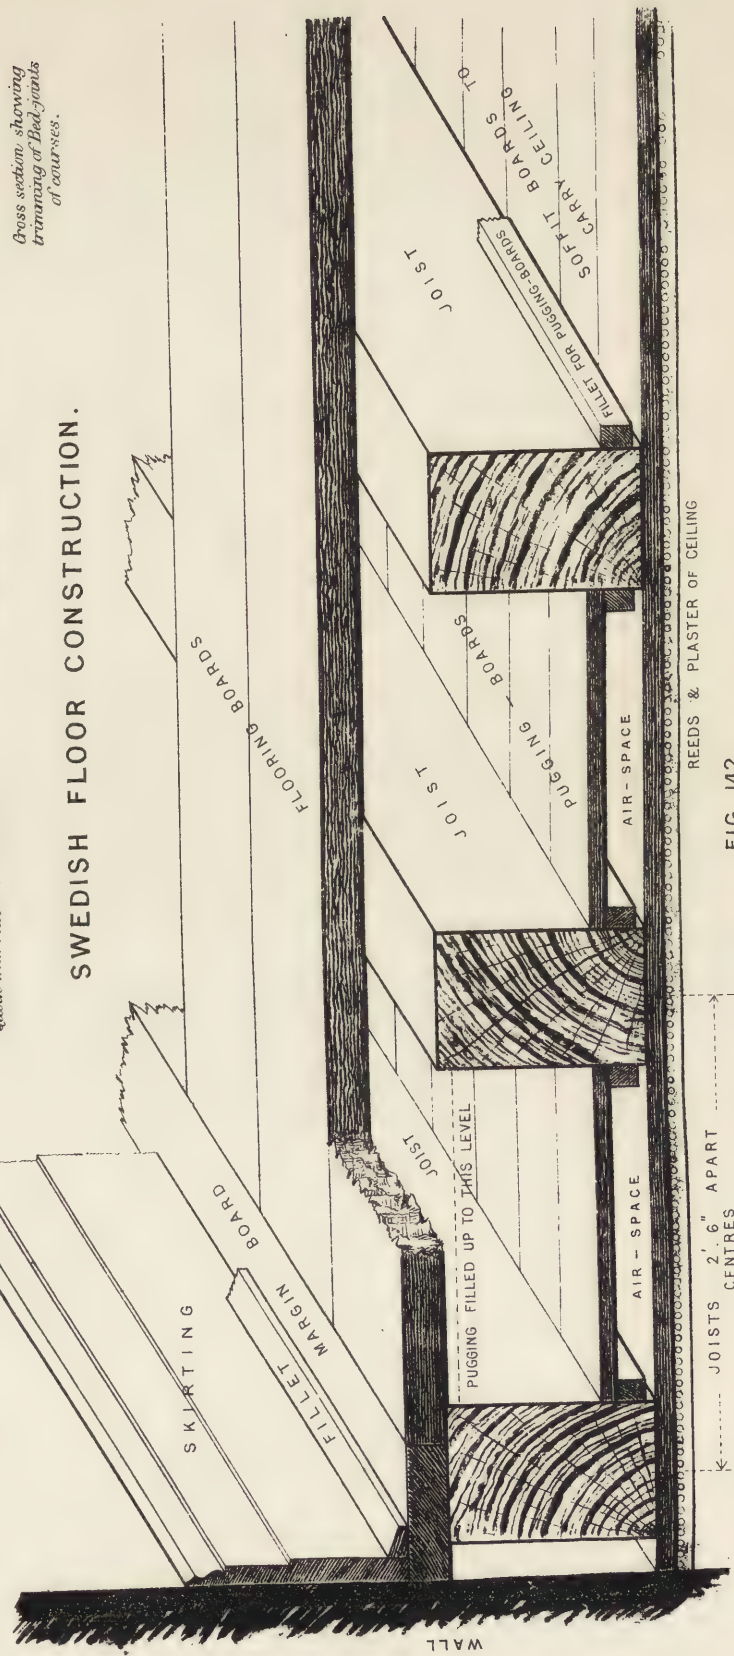 Cross section showing
trimming of Bed-joints
of courses.
SWEDISH FLOOR CONSTRUCTION.
SKIRTING
FILLET
MARGIN BOARD
FLOORING BOARDS
JOIST
PUGGING FILLED UP TO THIS LEVEL
JOIST
PUGGING - BOARDS
JOIST
FILLET FOR PUGGING-BOARDS
SOFFIT BOARDS TO
CARRY CEILING
WALL
AIR - SPACE
AIR - SPACE
REEDS & PLASTER OF CEILING
JOISTS 2'. 6" APART
CENTRES
FIG. 142